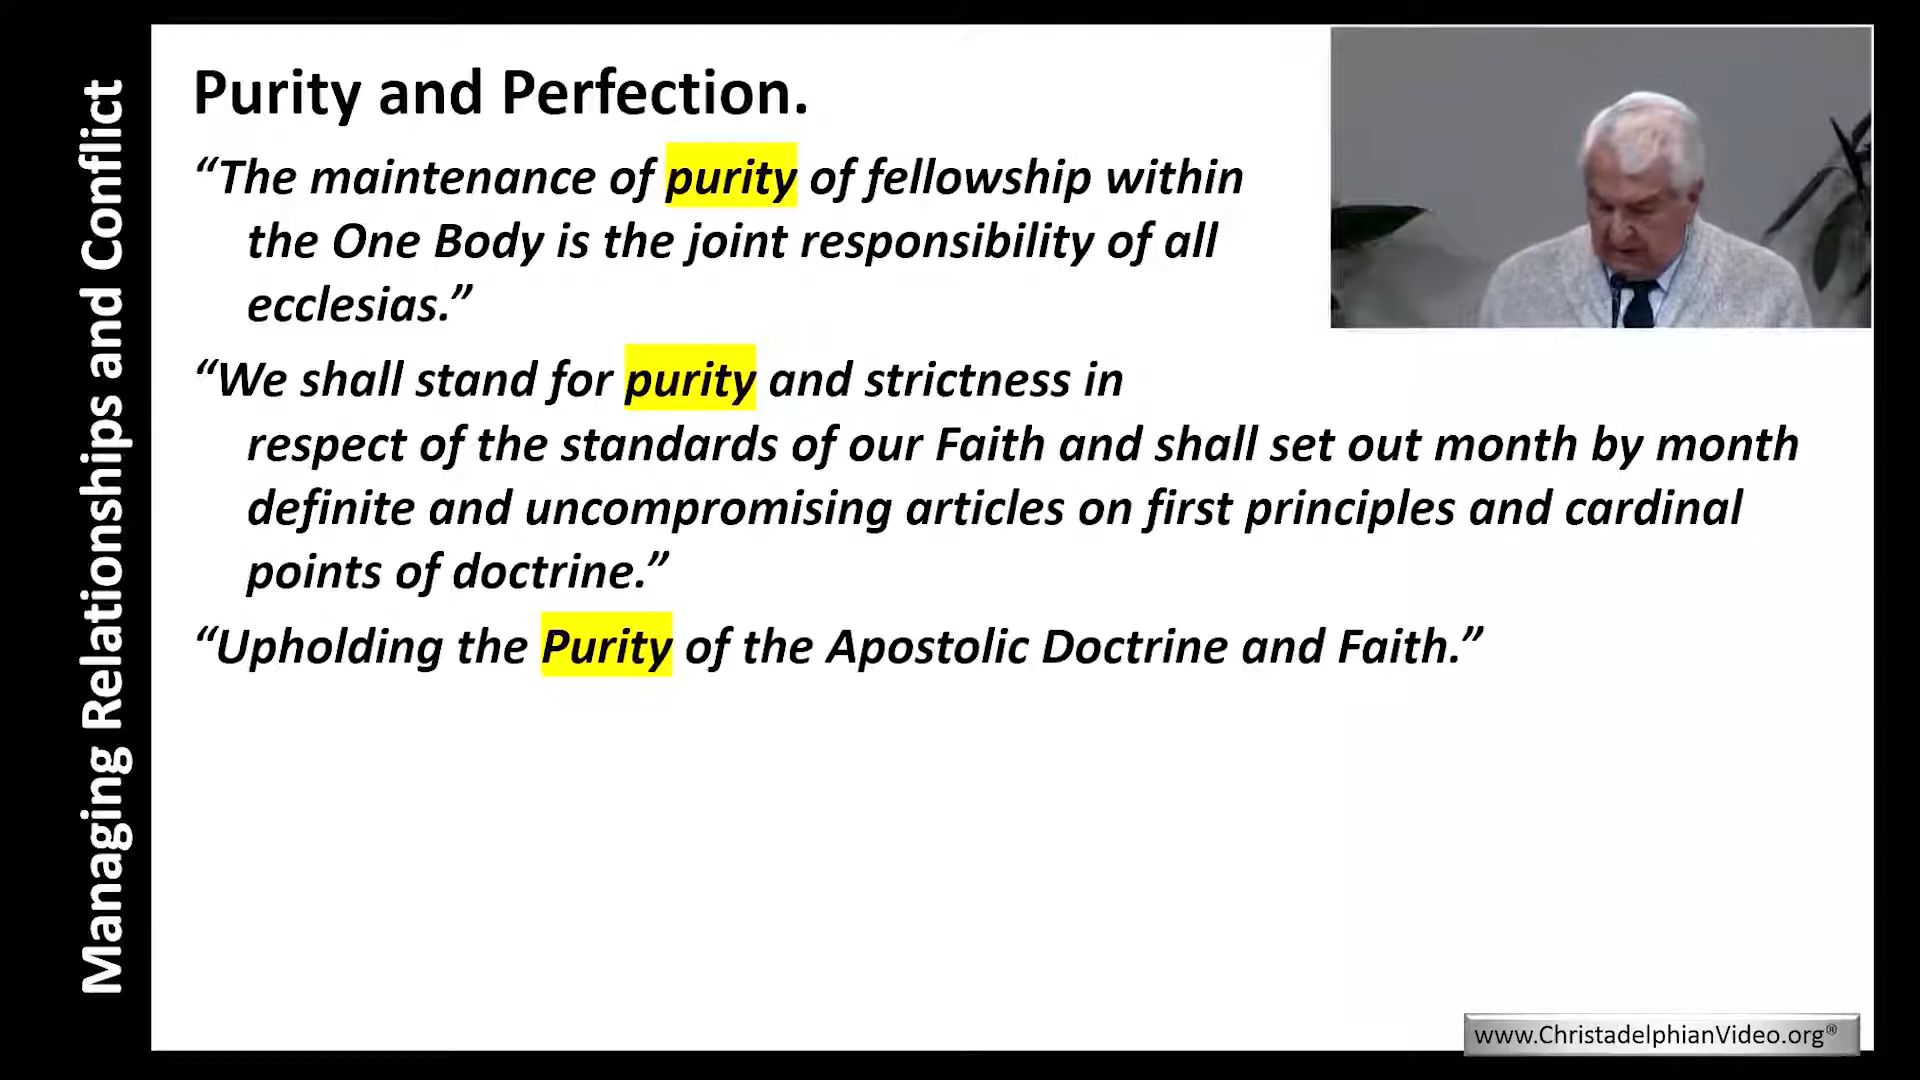 Managing Relationships and Conflict
Purity and Perfection.
“The maintenance of purity of fellowship within
the One Body is the joint responsibility of all
ecclesias.”
“We shall stand for purity and strictness in
respect of the standards of our Faith and shall set out month by month
definite and uncompromising articles on first principles and cardinal
points of doctrine.”
“Upholding the Purity of the Apostolic Doctrine and Faith.”
www.ChristadelphianVideo.org®